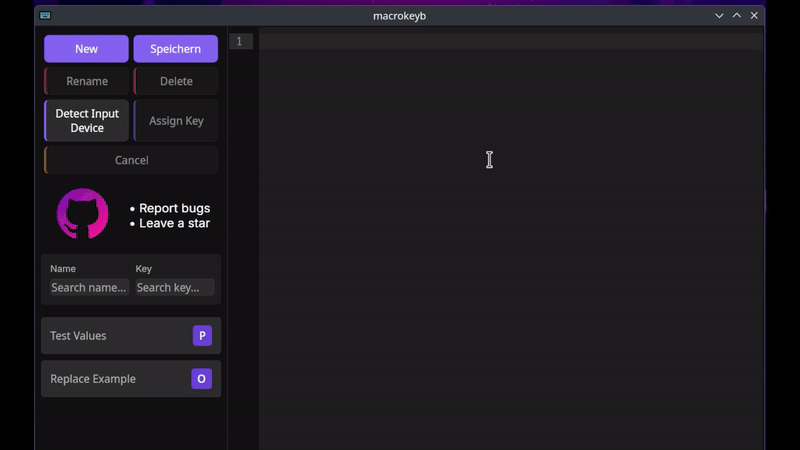 macrokeyb
New Speichern
Rename Delete
Detect Input
Device
Assign Key
Cancel
• Report bugs
• Leave a star
Name Key
Search name... Search key...
Test Values P
Replace Example O
1